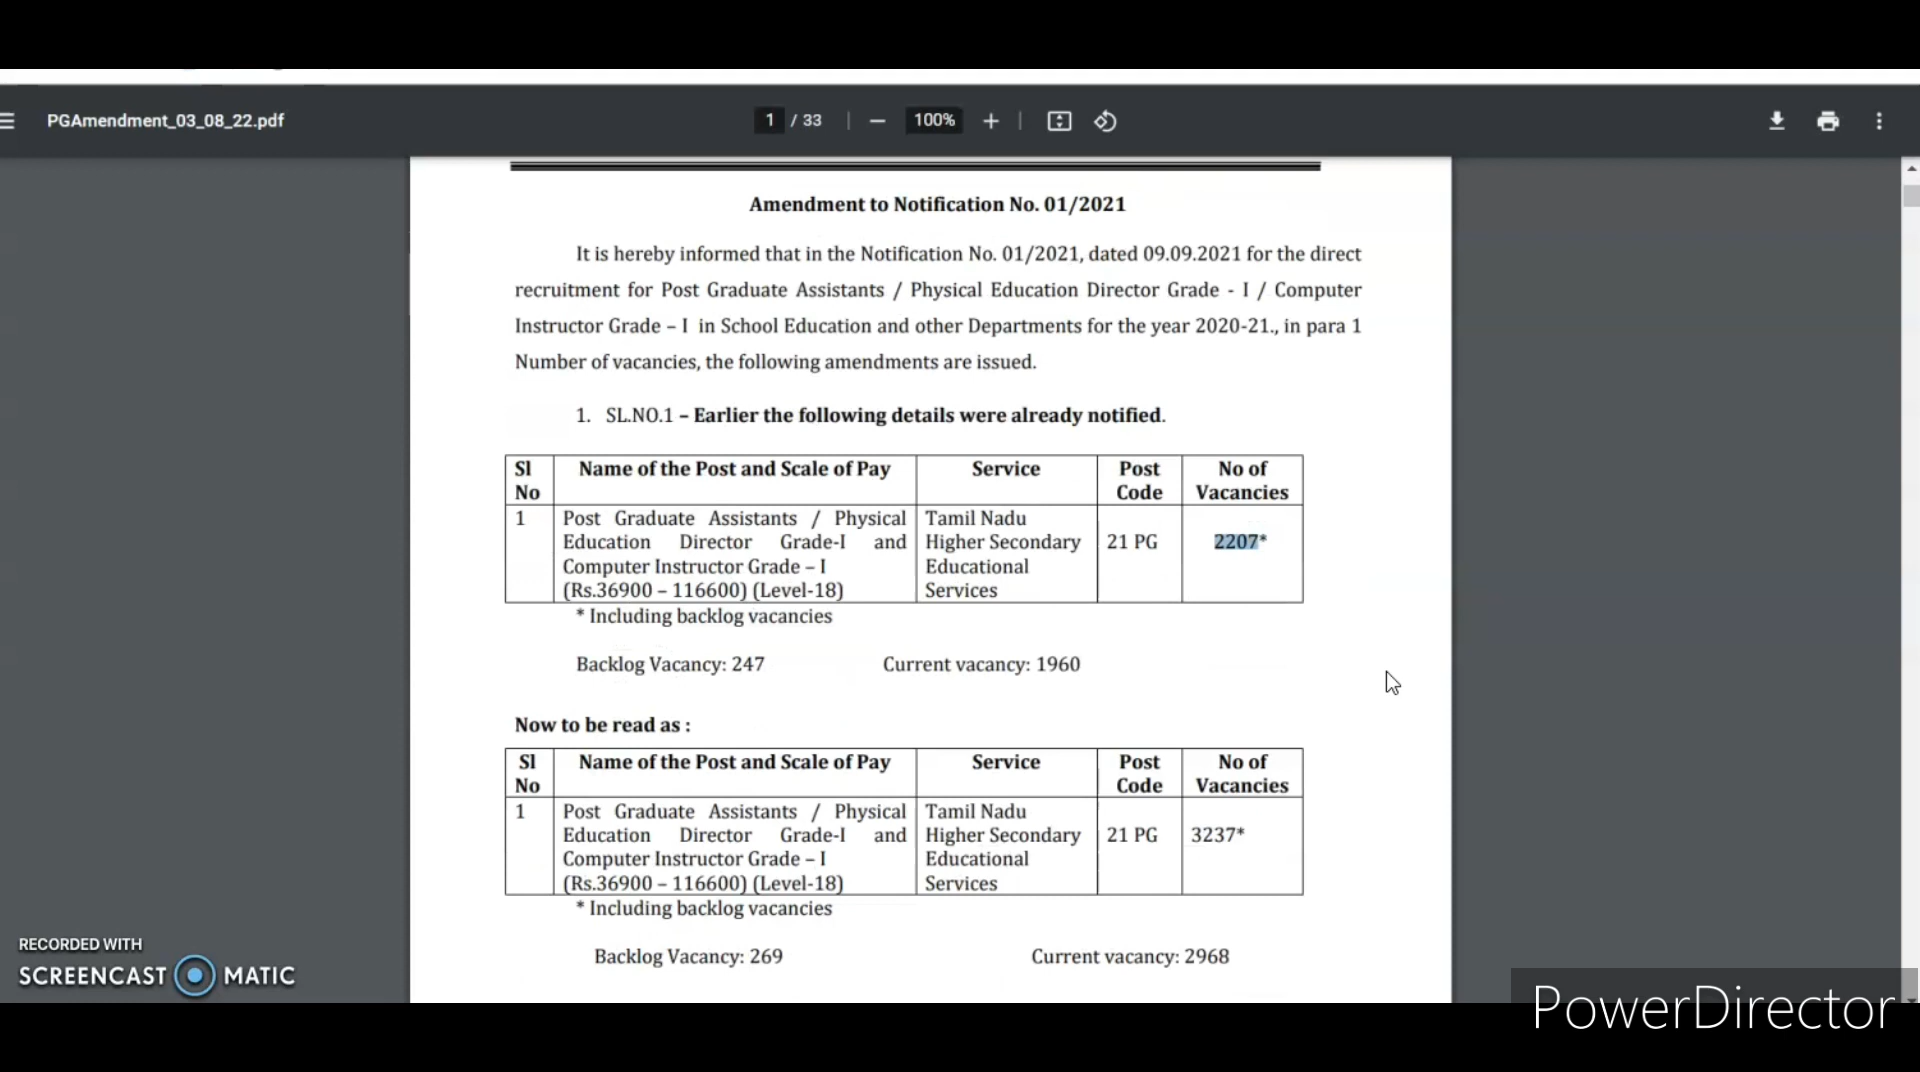 PGAmendment_03_08_22.pdf
1 / 33
100%
Amendment to Notification No. 01/2021
It is hereby informed that in the Notification No. 01/2021, dated 09.09.2021 for the direct
recruitment for Post Graduate Assistants / Physical Education Director Grade - I / Computer
Instructor Grade – I in School Education and other Departments for the year 2020-21., in para 1
Number of vacancies, the following amendments are issued.
1. SL.NO.1 – Earlier the following details were already notified.
Sl No Name of the Post and Scale of Pay Service Post Code No of Vacancies
1 Post Graduate Assistants / Physical Tamil Nadu
Education Director Grade-I and Higher Secondary 21 PG 2207*
Computer Instructor Grade – I Educational
(Rs.36900 – 116600) (Level-18) Services
* Including backlog vacancies
Backlog Vacancy: 247 Current vacancy: 1960
Now to be read as :
Sl No Name of the Post and Scale of Pay Service Post Code No of Vacancies
1 Post Graduate Assistants / Physical Tamil Nadu
Education Director Grade-I and Higher Secondary 21 PG 3237*
Computer Instructor Grade – I Educational
(Rs.36900 – 116600) (Level-18) Services
* Including backlog vacancies
Backlog Vacancy: 269 Current vacancy: 2968
RECORDED WITH
SCREENCAST MATIC
PowerDirector